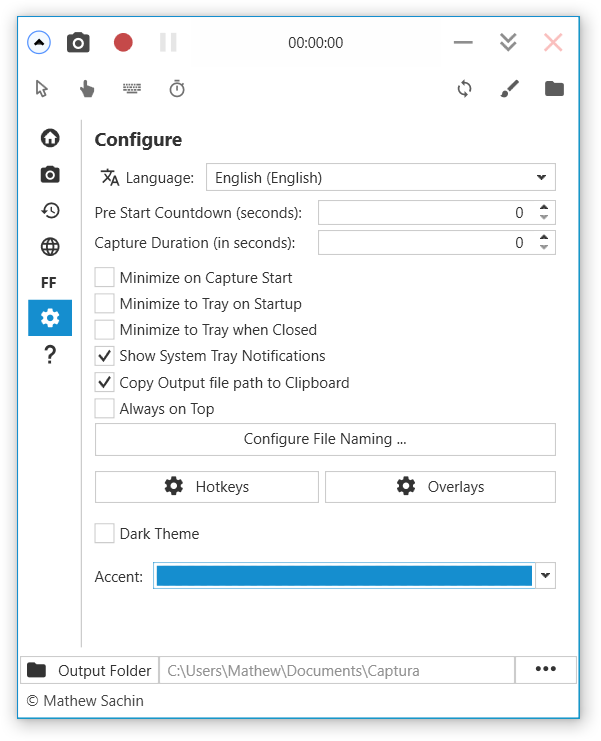 00:00:00
Configure
Language: English (English)
Pre Start Countdown (seconds): 0
Capture Duration (in seconds): 0
FF
Minimize on Capture Start
Minimize to Tray on Startup
Minimize to Tray when Closed
?
Show System Tray Notifications
Copy Output file path to Clipboard
Always on Top
Configure File Naming ...
Hotkeys Overlays
Dark Theme
Accent:
Output Folder C:\Users\Mathew\Documents\Captura •••
© Mathew Sachin